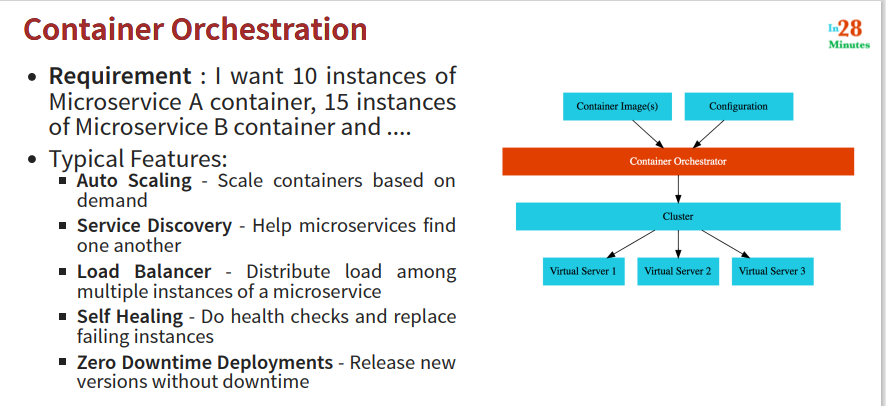 Container Orchestration
In28
Minutes
• Requirement : I want 10 instances of
Microservice A container, 15 instances
of Microservice B container and ....
• Typical Features:
▪ Auto Scaling - Scale containers based on
demand
▪ Service Discovery - Help microservices find
one another
▪ Load Balancer - Distribute load among
multiple instances of a microservice
▪ Self Healing - Do health checks and replace
failing instances
▪ Zero Downtime Deployments - Release new
versions without downtime
Container Image(s)
Configuration
Container Orchestrator
Cluster
Virtual Server 1
Virtual Server 2
Virtual Server 3